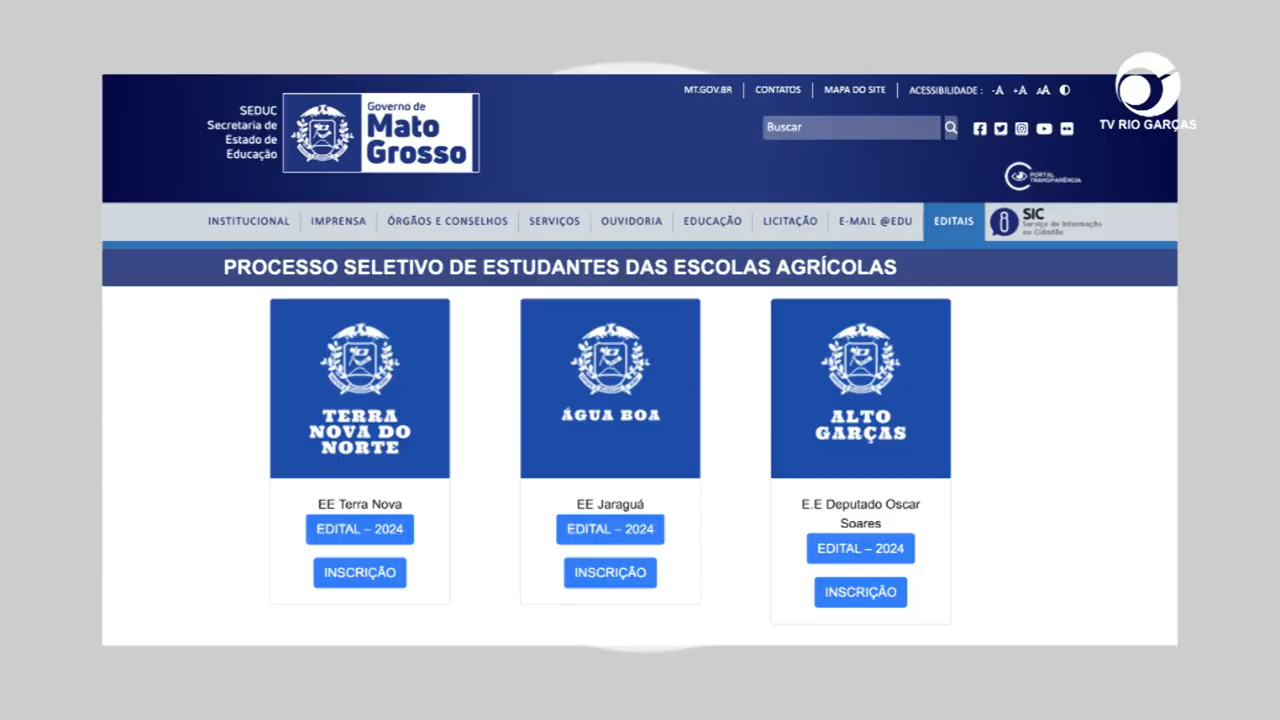 MT.GOV.BR
CONTATOS
MAPA DO SITE
ACESSIBILIDADE :
-A
+A
AA
TV RIO GARÇAS
SEDUC
Secretaria de
Estado de
Educação
Governo de
Mato
Grosso
Buscar
PORTAL
TRANSPARÊNCIA
INSTITUCIONAL
IMPRENSA
ÓRGÃOS E CONSELHOS
SERVIÇOS
OUVIDORIA
EDUCAÇÃO
LICITAÇÃO
E-MAIL @EDU
EDITAIS
SIC
Serviço de Informação
ao Cidadão
PROCESSO SELETIVO DE ESTUDANTES DAS ESCOLAS AGRÍCOLAS
TERRA
NOVA DO
NORTE
EE Terra Nova
EDITAL – 2024
INSCRIÇÃO
ÁGUA BOA
EE Jaraguá
EDITAL – 2024
INSCRIÇÃO
ALTO
GARÇAS
E.E Deputado Oscar
Soares
EDITAL – 2024
INSCRIÇÃO